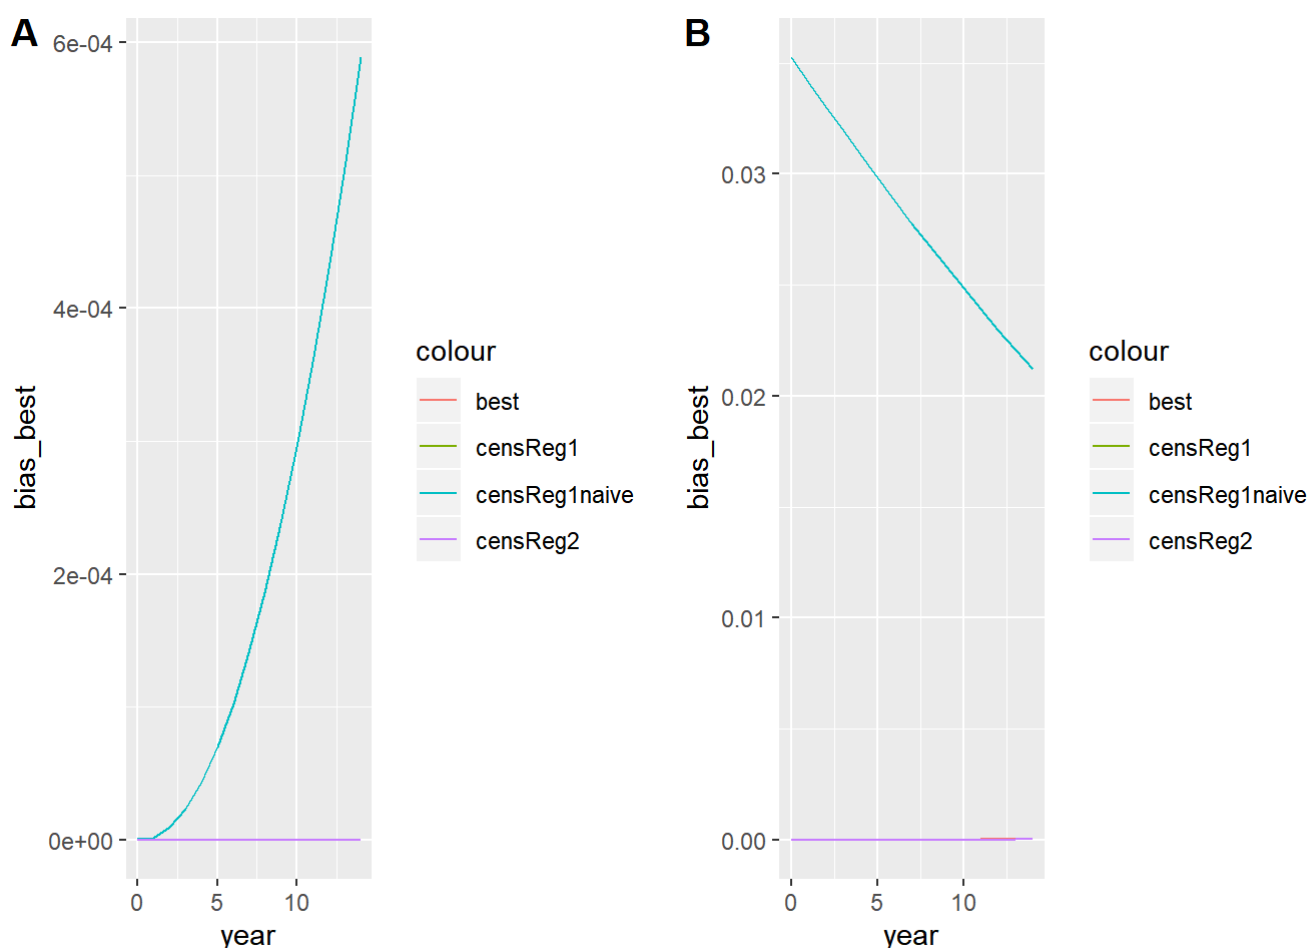 A
6e-04
4e-04
2e-04
0e+00
bias_best
0
5
10
year
colour
best
censReg1
censReg1naive
censReg2
B
0.03
0.02
0.01
0.00
bias_best
0
5
10
year
colour
best
censReg1
censReg1naive
censReg2